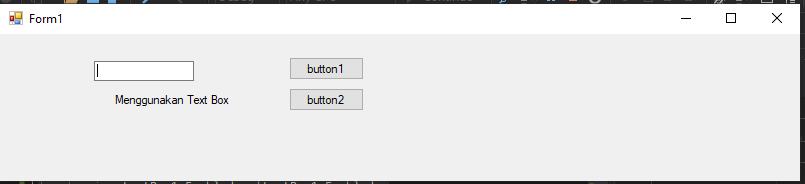 Form1
button1
Menggunakan Text Box
button2